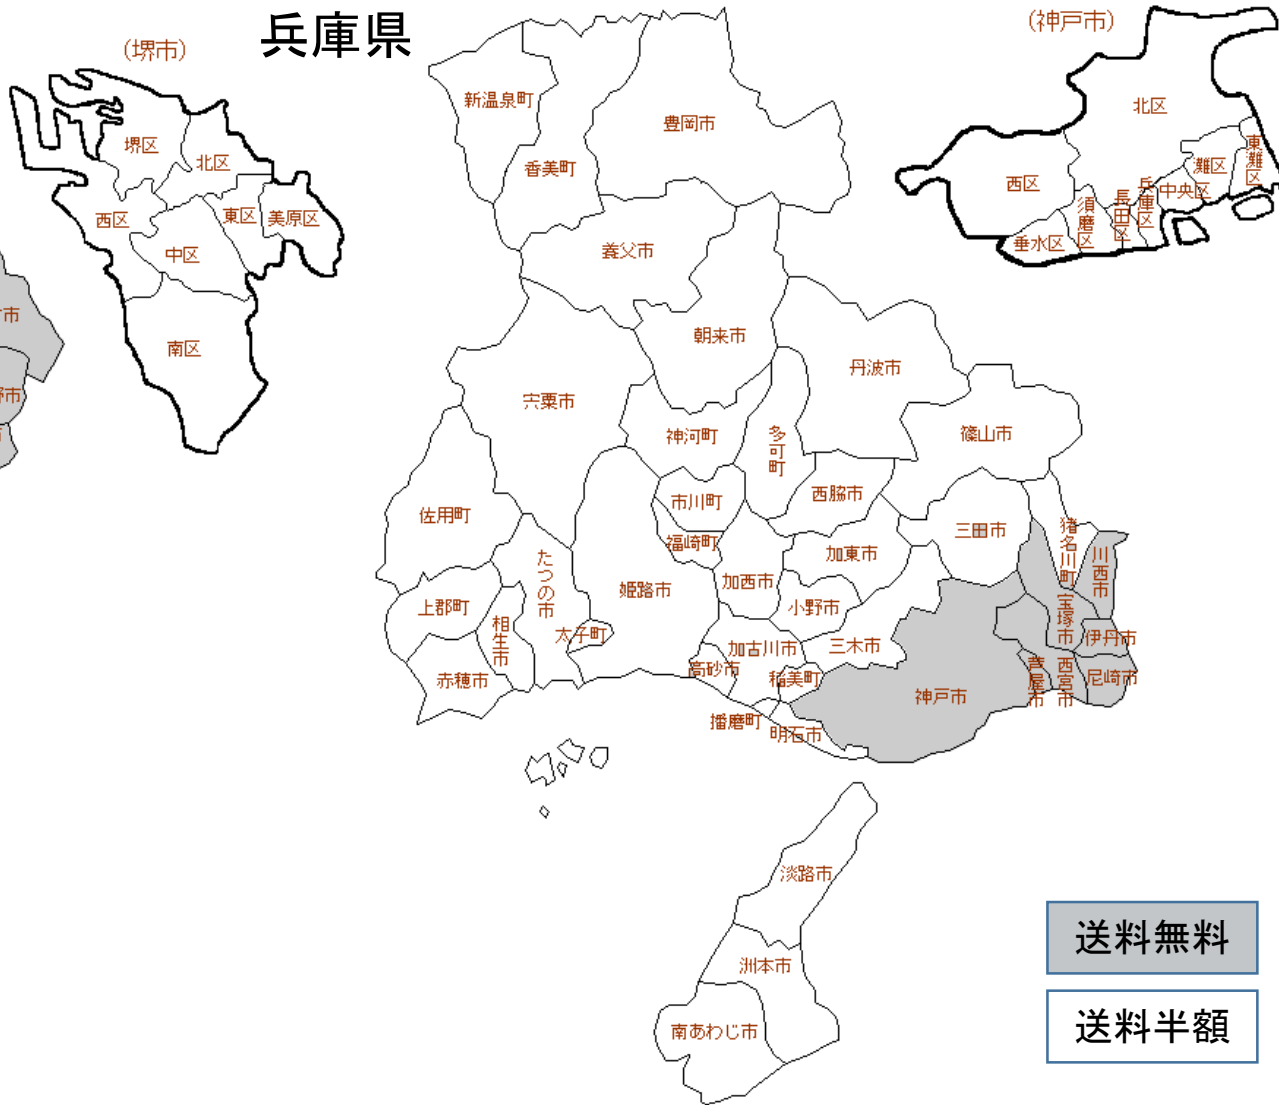 兵庫県
(堺市)
堺区
北区
西区
東区
美原区
中区
南区
市
野市
(神戸市)
北区
西区
灘区
東灘区
中央区
兵庫区
長田区
須磨区
垂水区
新温泉町
豊岡市
香美町
養父市
朝来市
丹波市
宍粟市
神河町
多可町
篠山市
市川町
西脇市
佐用町
福崎町
三田市
猪名川町
川西市
たつの市
加西市
加東市
姫路市
上郡町
相生市
太子町
小野市
宝塚市
伊丹市
加古川市
三木市
赤穂市
高砂市
稲美町
神戸市
芦屋市
西宮市
尼崎市
播磨町
明石市
淡路市
洲本市
南あわじ市
送料無料
送料半額